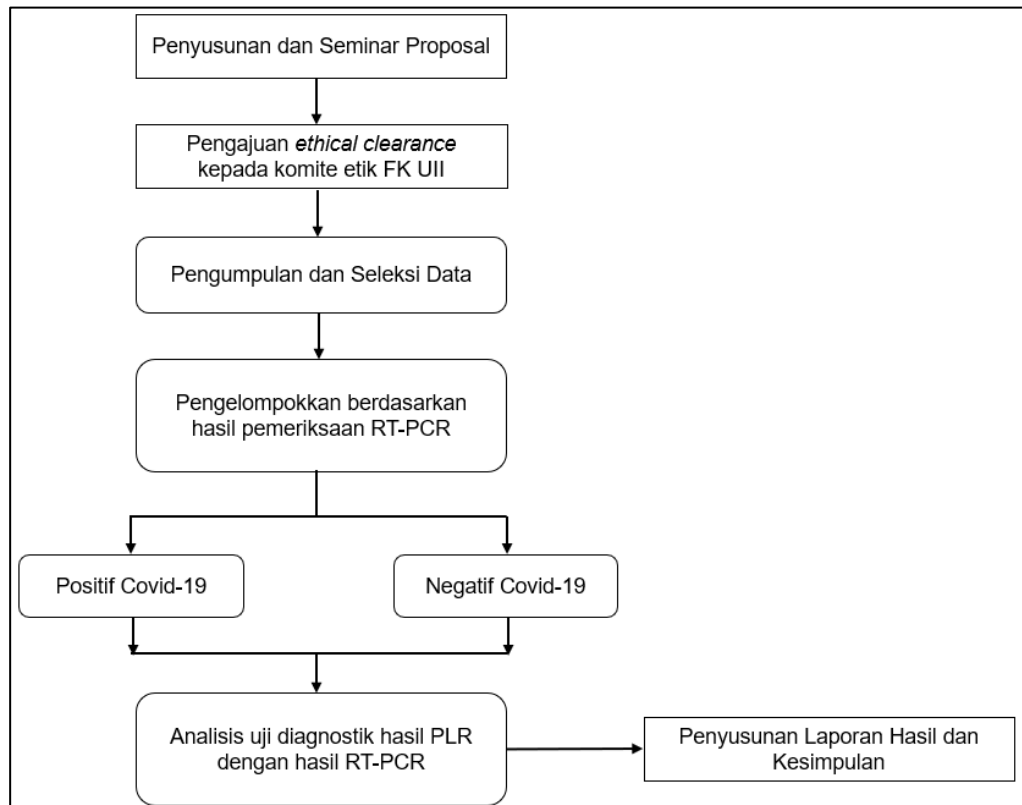 Penyusunan dan Seminar Proposal
Pengajuan ethical clearance
kepada komite etik FK UII
Pengumpulan dan Seleksi Data
Pengelompokkan berdasarkan
hasil pemeriksaan RT-PCR
Positif Covid-19
Negatif Covid-19
Analisis uji diagnostik hasil PLR
dengan hasil RT-PCR
Penyusunan Laporan Hasil dan
Kesimpulan